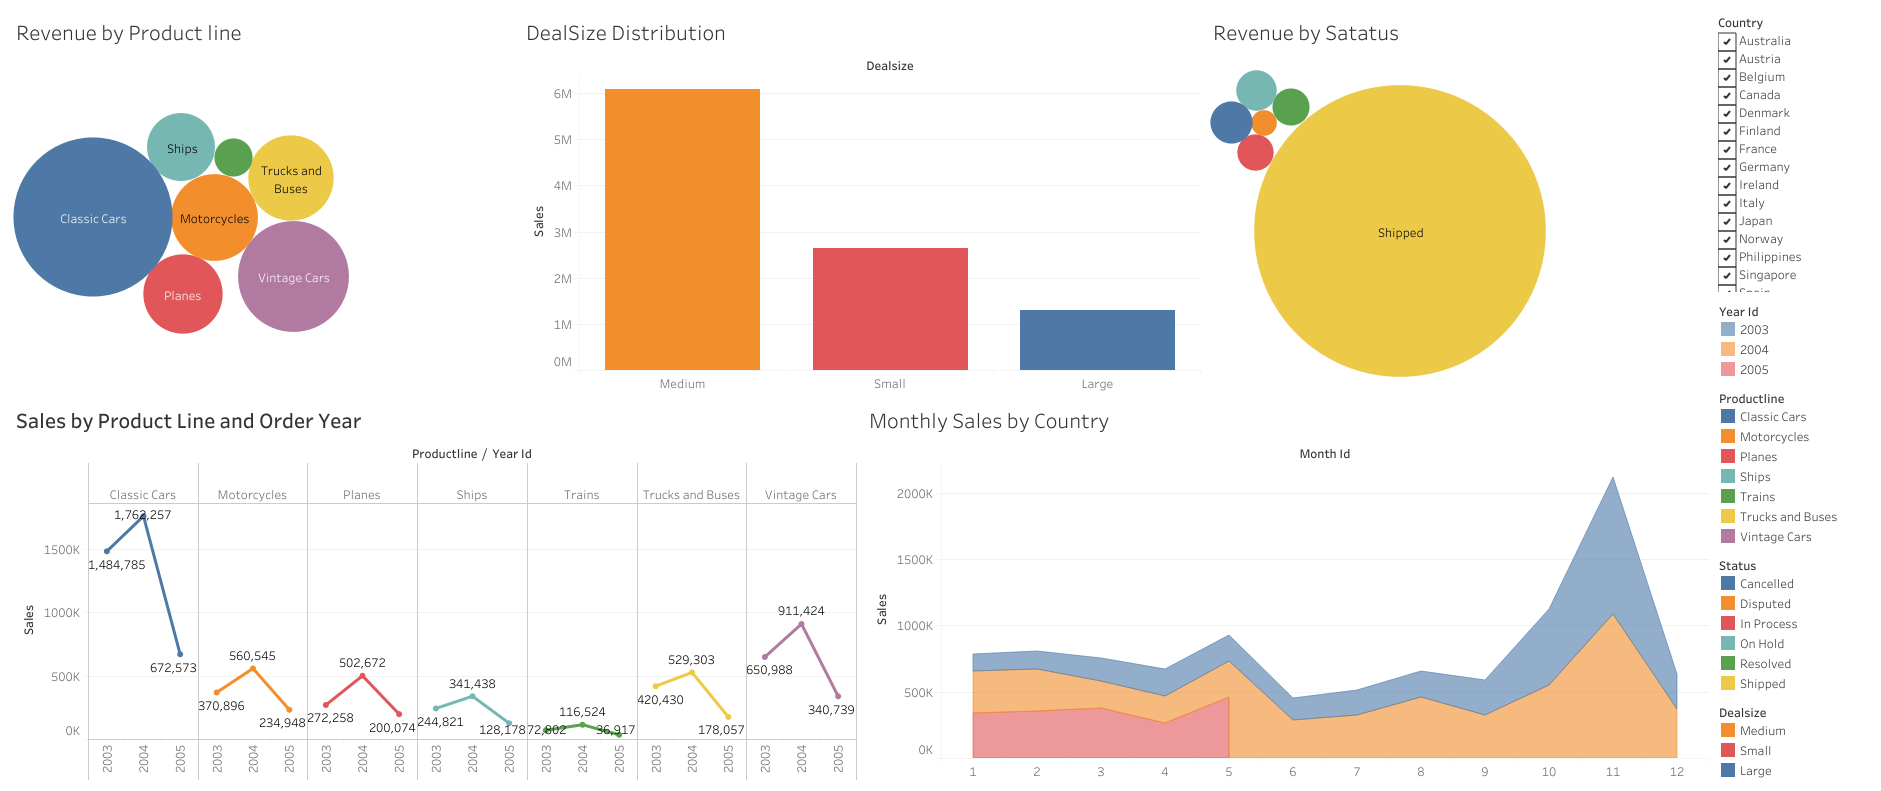 Revenue by Product line
Classic Cars
Ships
Motorcycles
Trucks and
Buses
Planes
Vintage Cars
DealSize Distribution
Dealsize
Sales
6M
5M
4M
3M
2M
1M
0M
Medium
Small
Large
Revenue by Satatus
Shipped
Sales by Product Line and Order Year
Productline / Year Id
Classic Cars
Motorcycles
Planes
Ships
Trains
Trucks and Buses
Vintage Cars
Sales
1500K
1000K
500K
0K
1,484,785
1,763,257
672,573
370,896
560,545
234,948
272,258
502,672
200,074
244,821
341,438
128,178
72,802
116,524
36,917
420,430
529,303
178,057
650,988
911,424
340,739
2003
2004
2005
2003
2004
2005
2003
2004
2005
2003
2004
2005
2003
2004
2005
2003
2004
2005
2003
2004
2005
Monthly Sales by Country
Month Id
Sales
2000K
1500K
1000K
500K
0K
1
2
3
4
5
6
7
8
9
10
11
12
Country
Australia
Austria
Belgium
Canada
Denmark
Finland
France
Germany
Ireland
Italy
Japan
Norway
Philippines
Singapore
Year Id
2003
2004
2005
Productline
Classic Cars
Motorcycles
Planes
Ships
Trains
Trucks and Buses
Vintage Cars
Status
Cancelled
Disputed
In Process
On Hold
Resolved
Shipped
Dealsize
Medium
Small
Large